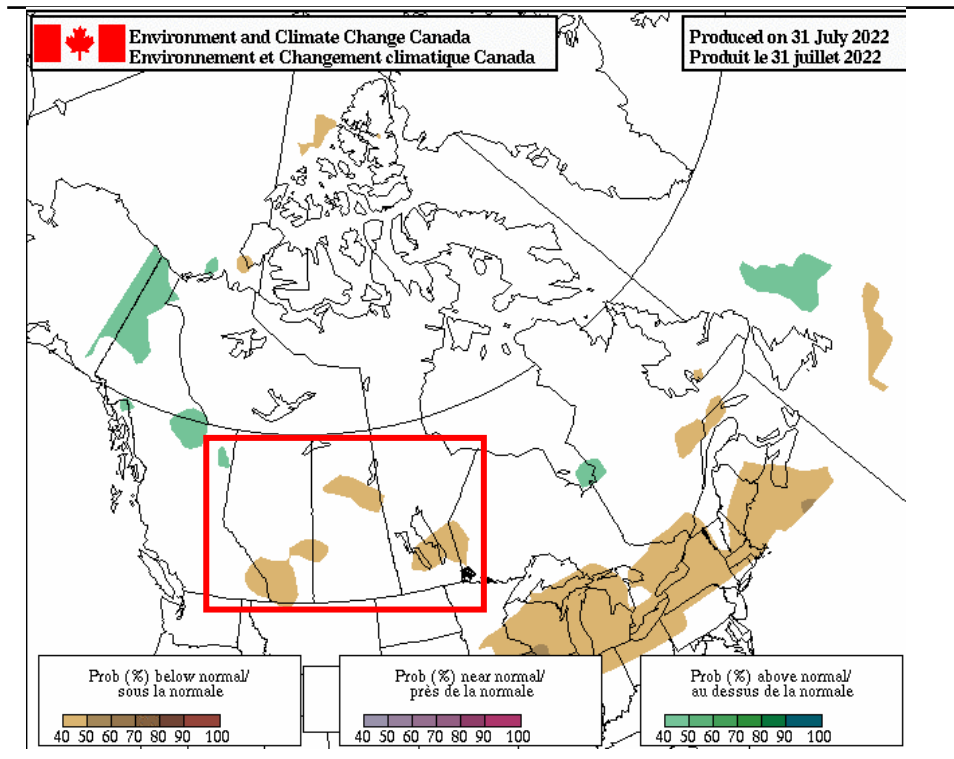 Environment and Climate Change Canada
Environnement et Changement climatique Canada
Produced on 31 July 2022
Produit le 31 juillet 2022
Prob (%) below normal/
sous la normale
40 50 60 70 80 90 100
Prob (%) near normal/
près de la normale
40 50 60 70 80 90 100
Prob (%) above normal/
au dessus de la normale
40 50 60 70 80 90 100